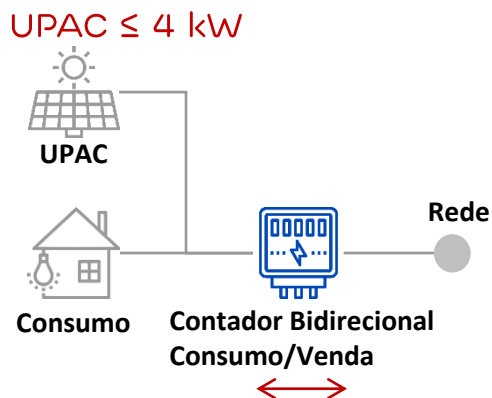 UPAC ≤ 4 kW
UPAC
Rede
Consumo
Contador Bidirecional
Consumo/Venda